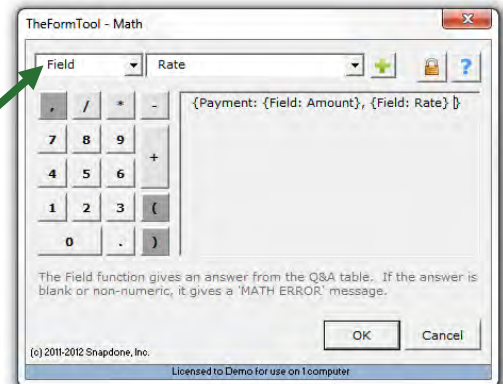 TheFormTool - Math
x
Field Rate ?
, / * - {Payment: {Field: Amount}, {Field: Rate} }
7 8 9 +
4 5 6
1 2 3 (
0 . )
The Field function gives an answer from the Q&A table. If the answer is
blank or non-numeric, it gives a 'MATH ERROR' message.
OK Cancel
(c) 2011-2012 Snapdone, Inc.
Licensed to Demo for use on 1 computer